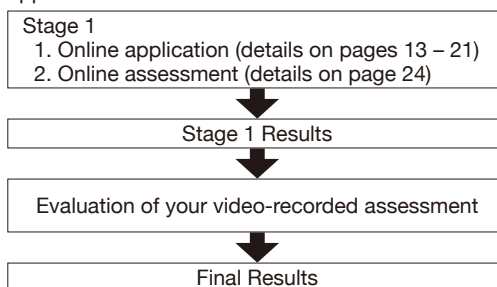 Stage 1
1. Online application (details on pages 13 – 21)
2. Online assessment (details on page 24)
Stage 1 Results
Evaluation of your video-recorded assessment
Final Results